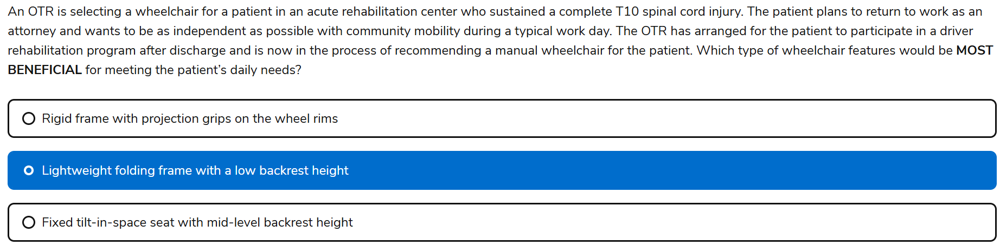 An OTR is selecting a wheelchair for a patient in an acute rehabilitation center who sustained a complete T10 spinal cord injury. The patient plans to return to work as an
attorney and wants to be as independent as possible with community mobility during a typical work day. The OTR has arranged for the patient to participate in a driver
rehabilitation program after discharge and is now in the process of recommending a manual wheelchair for the patient. Which type of wheelchair features would be MOST
BENEFICIAL for meeting the patient’s daily needs?
Rigid frame with projection grips on the wheel rims
Lightweight folding frame with a low backrest height
Fixed tilt-in-space seat with mid-level backrest height